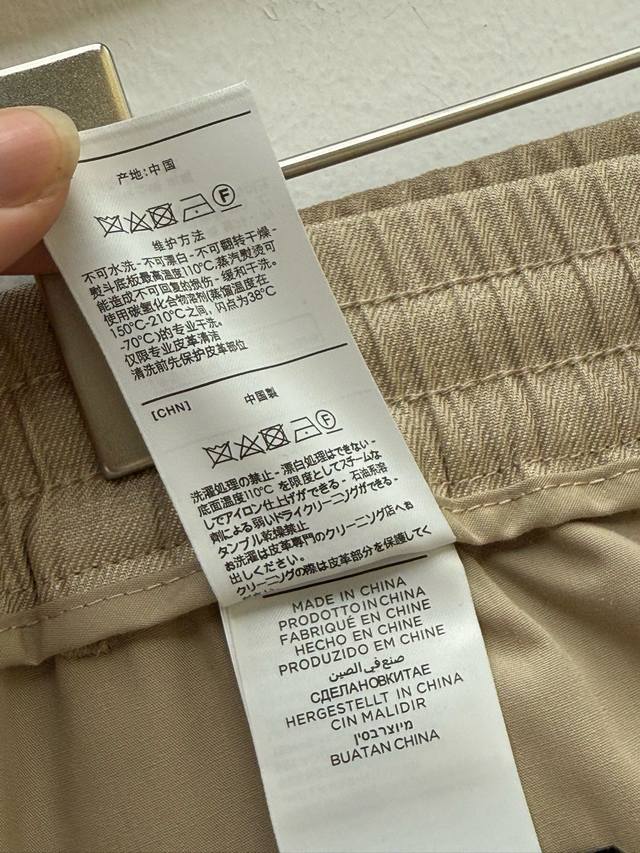 产地:中国
F
维护方法
不可水洗-不可漂白-不可翻转干燥-
熨斗底板最高温度110℃.蒸汽熨烫可
能造成不可回复的损伤-缓和干洗。
使用碳氢化合物溶剂(蒸馏温度在
150℃-210℃之间，闪点为38℃
-70℃)的专业干洗。
仅限专业皮革清洁
清洗前先保护皮革部位
[CHN]
中国製
F
洗濯処理の禁止-漂白処理はできない-
底面温度110℃を限度としてスチームな
しでアイロン仕上げができる-石油系溶
剤による弱いドライクリーニングができる-
タンブル乾燥禁止
お洗濯は皮革専門のクリーニング店へお
出しください。
クリーニングの際は皮革部分を保護してく
MADE IN CHINA
PRODOTTO IN CHINA
FABRIQUÉ EN CHINE
HECHO EN CHINE
PRODUZIDO EM CHINE
صنع في الصين
СДЕЛАНОВКИТАЕ
HERGESTELLT IN CHINA
CIN MALIDIR
מיוצרבסין
BUATAN CHINA